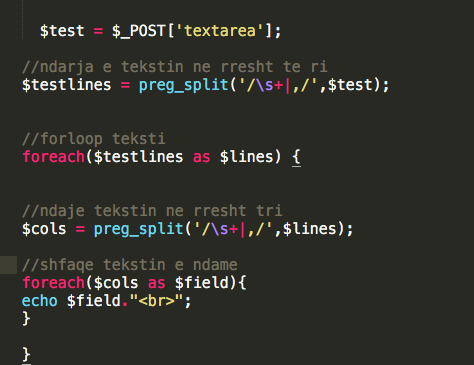 $test = $_POST['textarea'];
//ndarja e tekstin ne rresht te ri
$testlines = preg_split('/\s+|,/',$test);
//forloop teksti
foreach($testlines as $lines) {
//ndaje tekstin ne rresht tri
$cols = preg_split('/\s+|,/',$lines);
//shfaqe tekstin e ndame
foreach($cols as $field){
echo $field."<br>";
}
}